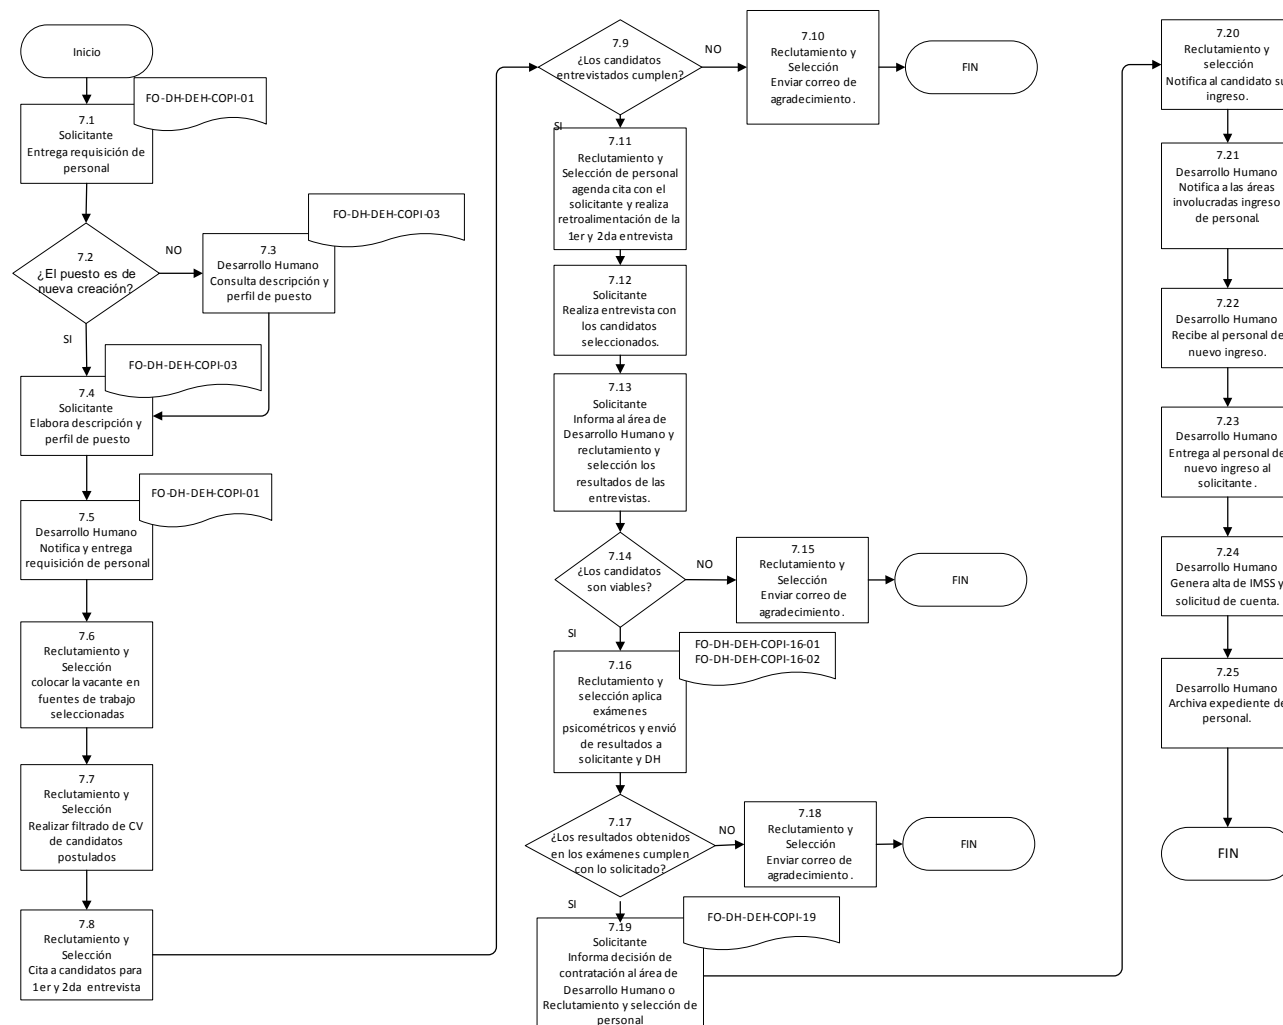 Inicio
FO-DH-DEH-COPI-01
7.1
Solicitante
Entrega requisición de
personal
7.2
¿El puesto es de
nueva creación?
NO
SI
FO-DH-DEH-COPI-03
7.3
Desarrollo Humano
Consulta descripción y
perfil de puesto
FO-DH-DEH-COPI-03
7.4
Solicitante
Elabora descripción y
perfil de puesto
FO-DH-DEH-COPI-01
7.5
Desarrollo Humano
Notifica y entrega
requisición de personal
7.6
Reclutamiento y
Selección
colocar la vacante en
fuentes de trabajo
seleccionadas
7.7
Reclutamiento y
Selección
Realizar filtrado de CV
de candidatos
postulados
7.8
Reclutamiento y
Selección
Cita a candidatos para
1er y 2da entrevista
7.9
¿Los candidatos
entrevistados cumplen?
NO
SI
7.10
Reclutamiento y
Selección
Enviar correo de
agradecimiento.
FIN
7.11
Reclutamiento y
Selección de personal
agenda cita con el
solicitante y realiza
retroalimentación de la
1er y 2da entrevista
7.12
Solicitante
Realiza entrevista con
los candidatos
seleccionados.
7.13
Solicitante
Informa al área de
Desarrollo Humano y
reclutamiento y
selección los
resultados de las
entrevistas.
7.14
¿Los candidatos
son viables?
NO
SI
7.15
Reclutamiento y
Selección
Enviar correo de
agradecimiento.
FIN
FO-DH-DEH-COPI-16-01
FO-DH-DEH-COPI-16-02
7.16
Reclutamiento y
selección aplica
exámenes
psicométricos y envió
de resultados a
solicitante y DH
7.17
¿Los resultados obtenidos
en los exámenes cumplen
con lo solicitado?
NO
SI
7.18
Reclutamiento y
Selección
Enviar correo de
agradecimiento.
FIN
FO-DH-DEH-COPI-19
7.19
Solicitante
Informa decisión de
contratación al área de
Desarrollo Humano o
Reclutamiento y selección de
personal
7.20
Reclutamiento y
selección
Notifica al candidato su
ingreso.
7.21
Desarrollo Humano
Notifica a las áreas
involucradas ingreso
de personal.
7.22
Desarrollo Humano
Recibe al personal de
nuevo ingreso.
7.23
Desarrollo Humano
Entrega al personal de
nuevo ingreso al
solicitante.
7.24
Desarrollo Humano
Genera alta de IMSS y
solicitud de cuenta.
7.25
Desarrollo Humano
Archiva expediente de
personal.
FIN